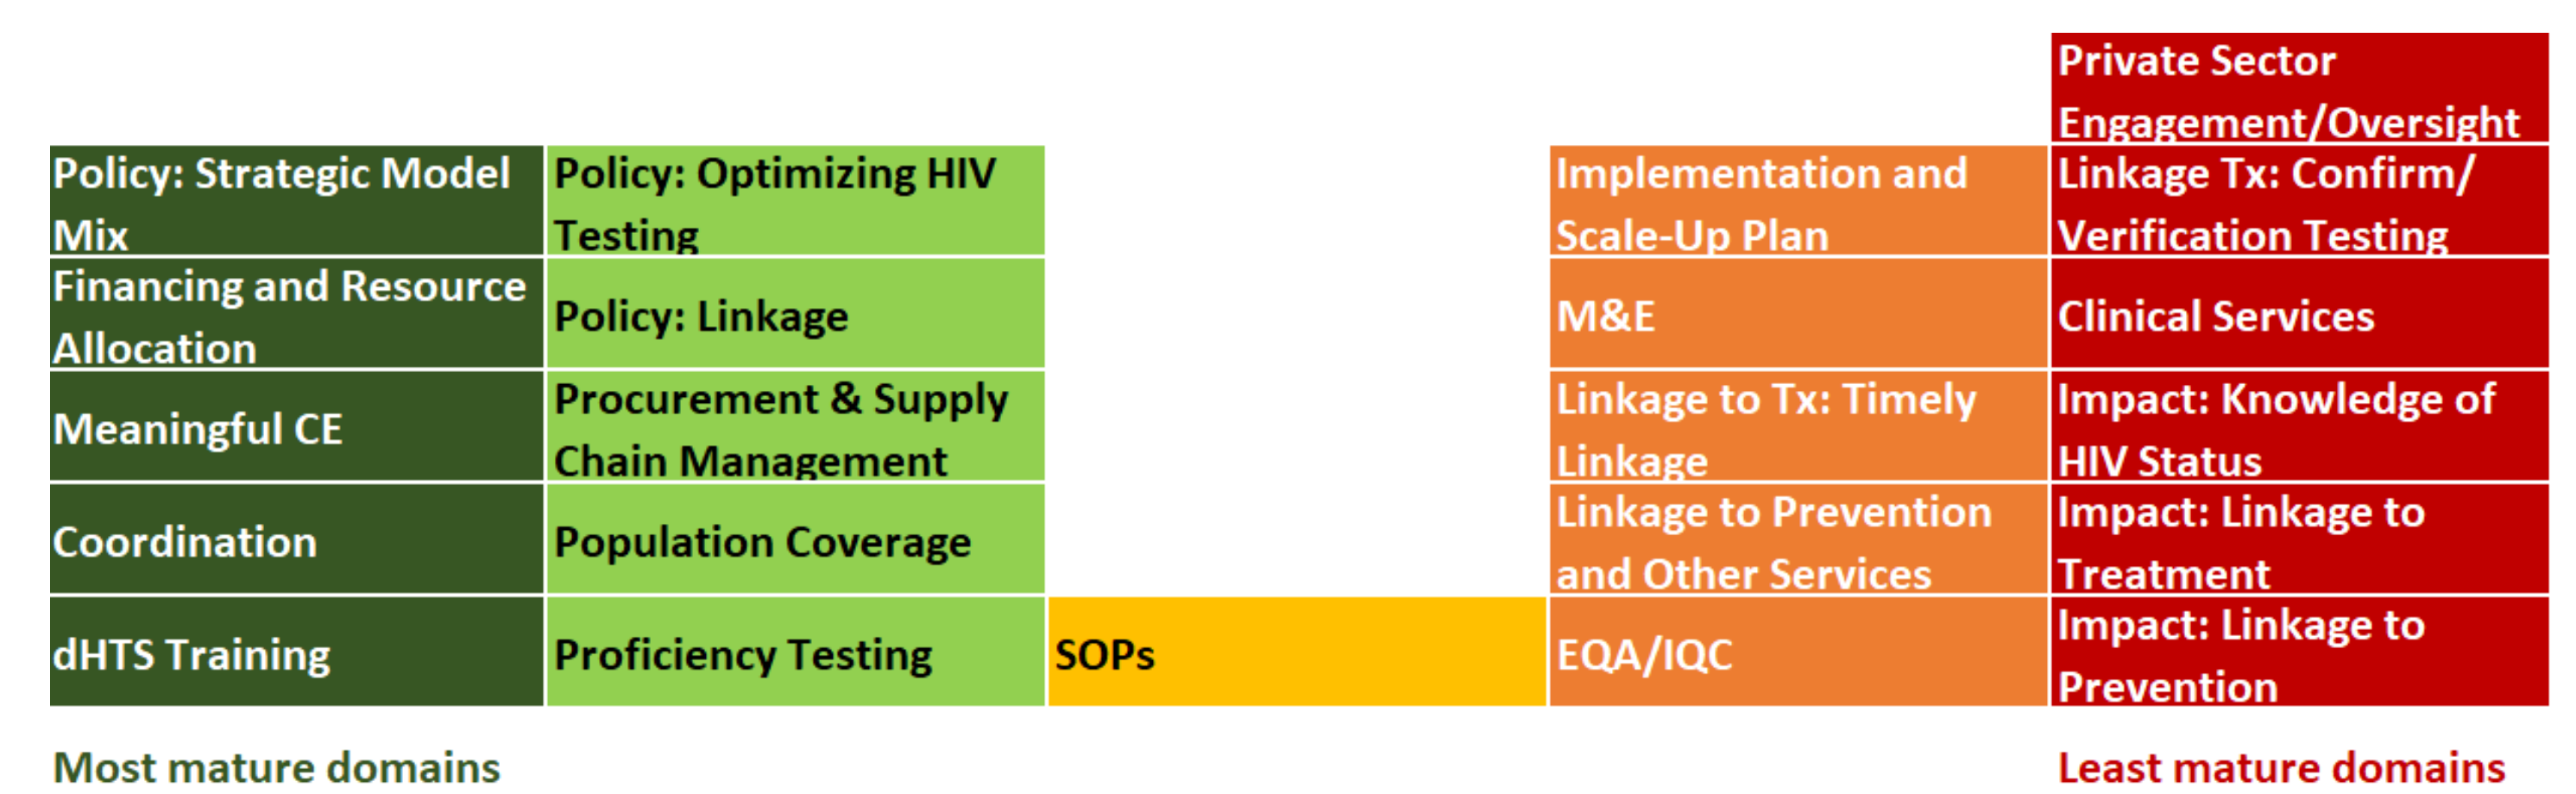 Private Sector
Engagement/Oversight
Policy: Strategic Model
Mix
Policy: Optimizing HIV
Testing
Implementation and
Scale-Up Plan
Linkage Tx: Confirm/
Verification Testing
Financing and Resource
Allocation
Policy: Linkage
M&E
Clinical Services
Meaningful CE
Procurement & Supply
Chain Management
Linkage to Tx: Timely
Linkage
Impact: Knowledge of
HIV Status
Coordination
Population Coverage
Linkage to Prevention
and Other Services
Impact: Linkage to
Treatment
dHTS Training
Proficiency Testing
SOPs
EQA/IQC
Impact: Linkage to
Prevention
Most mature domains
Least mature domains